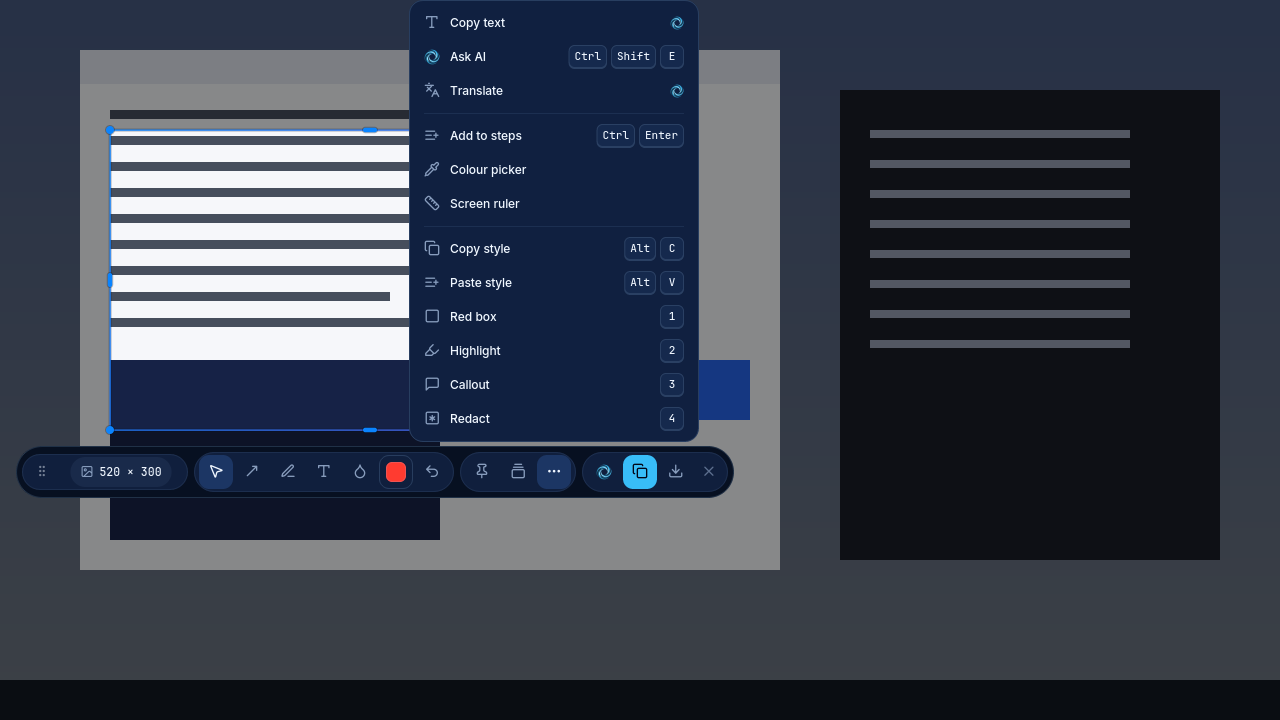 Copy text
Ask AI Ctrl Shift E
Translate
Add to steps Ctrl Enter
Colour picker
Screen ruler
Copy style Alt C
Paste style Alt V
Red box 1
Highlight 2
Callout 3
Redact 4
520 × 300